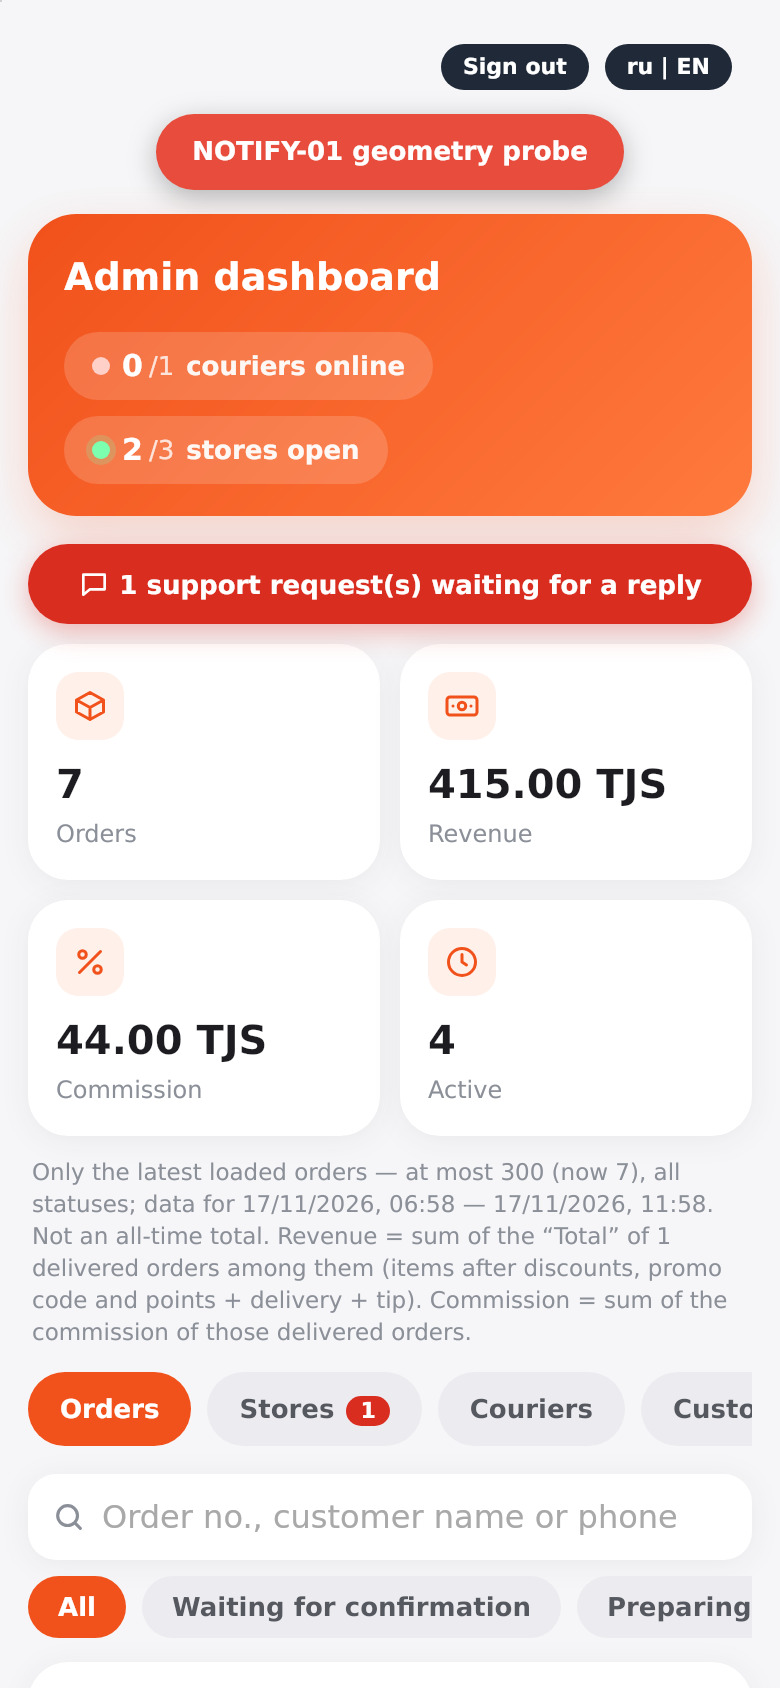 Sign out
ru | EN
NOTIFY-01 geometry probe
Admin dashboard
0 /1 couriers online
2 /3 stores open
1 support request(s) waiting for a reply
7
Orders
415.00 TJS
Revenue
44.00 TJS
Commission
4
Active
Only the latest loaded orders — at most 300 (now 7), all
statuses; data for 17/11/2026, 06:58 — 17/11/2026, 11:58.
Not an all-time total. Revenue = sum of the “Total” of 1
delivered orders among them (items after discounts, promo
code and points + delivery + tip). Commission = sum of the
commission of those delivered orders.
Orders
Stores 1
Couriers
Custo
Order no., customer name or phone
All
Waiting for confirmation
Preparing